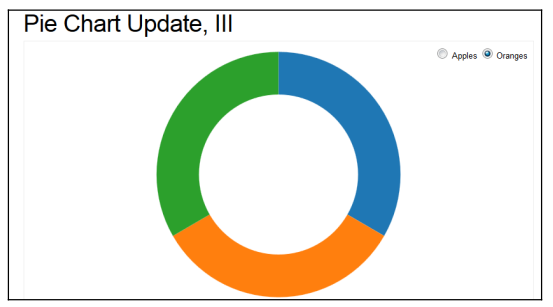 Pie Chart Update, III
Apples Oranges